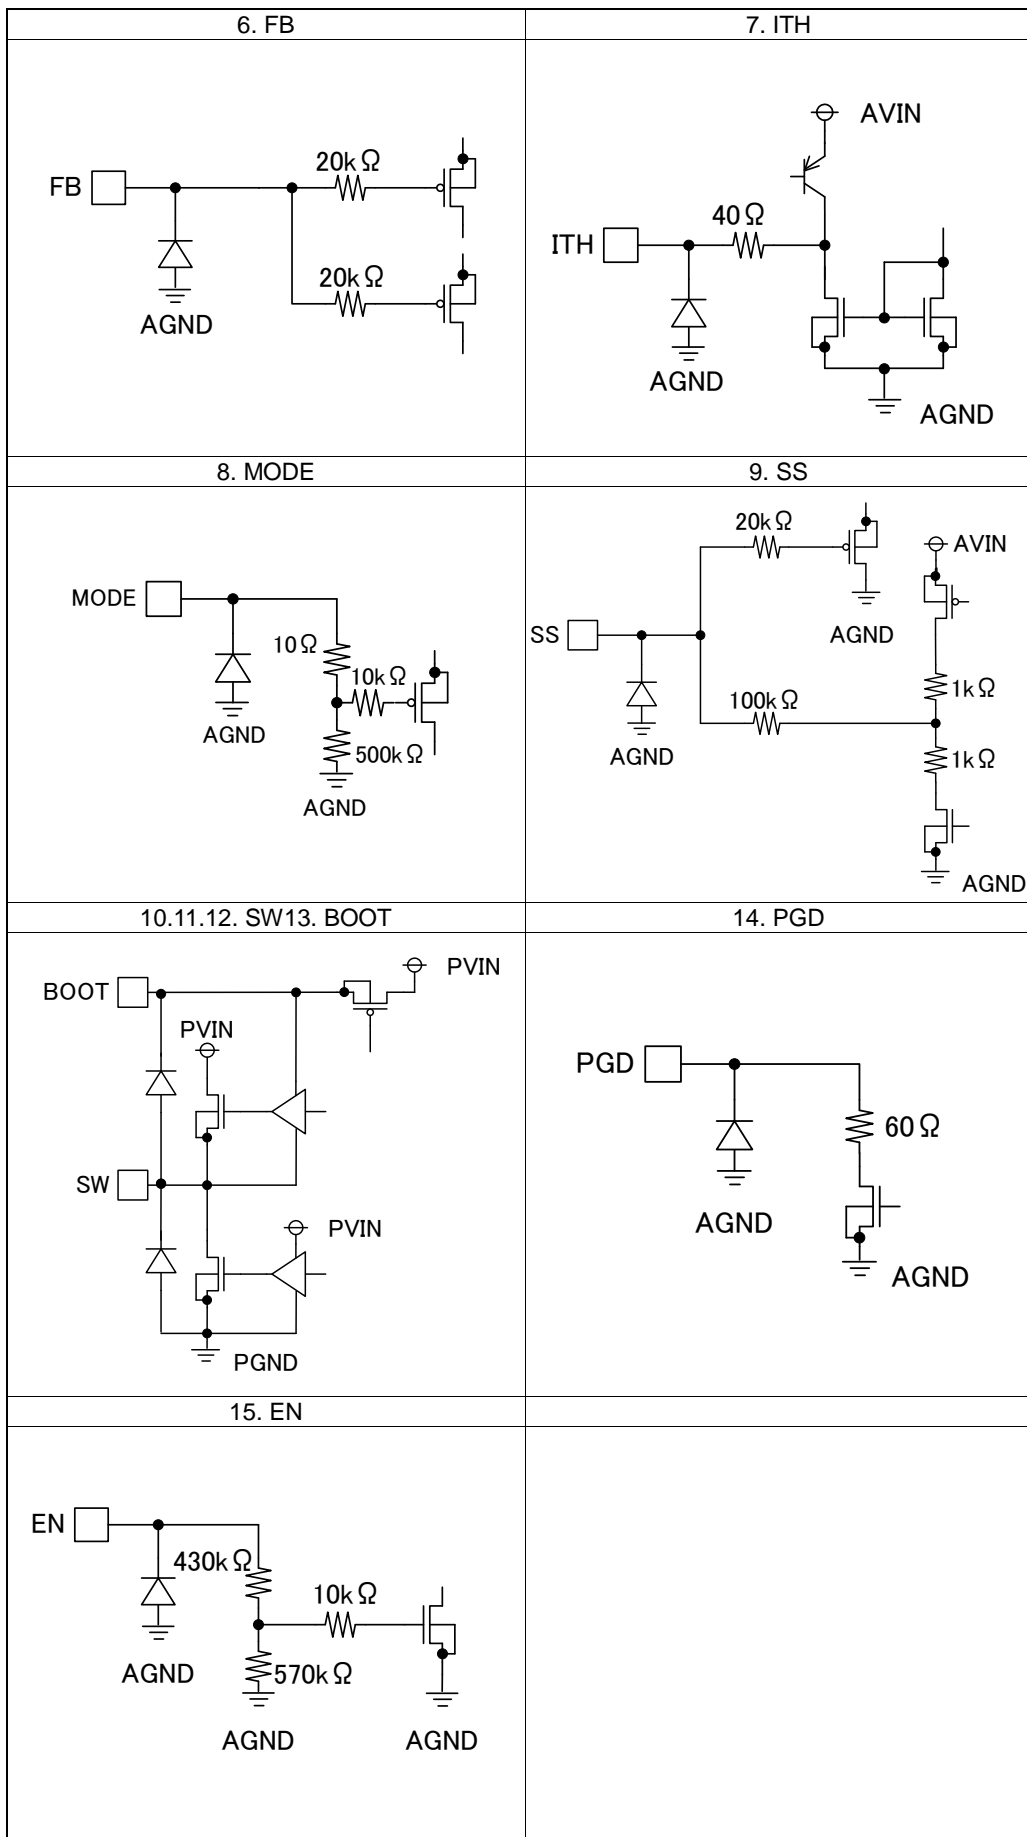 6. FB
7. ITH
FB
20kΩ
20kΩ
AGND
AVIN
40Ω
ITH
AGND
AGND
8. MODE
9. SS
MODE
10Ω
10kΩ
AGND
500kΩ
AGND
20kΩ
AVIN
SS
AGND
1kΩ
100kΩ
AGND
1kΩ
AGND
10.11.12. SW13. BOOT
14. PGD
BOOT
PVIN
PVIN
SW
PVIN
PGND
PGD
60Ω
AGND
AGND
15. EN
EN
430kΩ
10kΩ
AGND
570kΩ
AGND
AGND